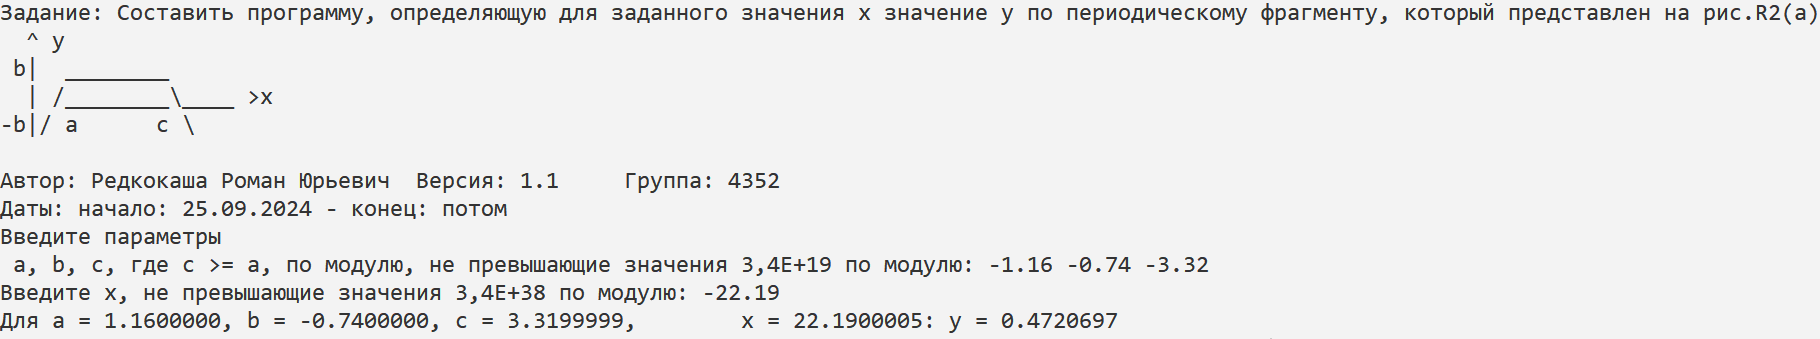 Задание: Составить программу, определяющую для заданного значения x значение y по периодическому фрагменту, который представлен на рис.R2(a)
  ^ y
 b|  ________
  | /________\____ >x
-b|/ a      c \
Автор: Редкокаша Роман Юрьевич  Версия: 1.1     Группа: 4352
Даты: начало: 25.09.2024 - конец: потом
Введите параметры
 a, b, c, где c >= a, по модулю, не превышающие значения 3,4E+19 по модулю: -1.16 -0.74 -3.32
Введите x, не превышающие значения 3,4E+38 по модулю: -22.19
Для a = 1.1600000, b = -0.7400000, c = 3.3199999,        x = 22.1900005: y = 0.4720697